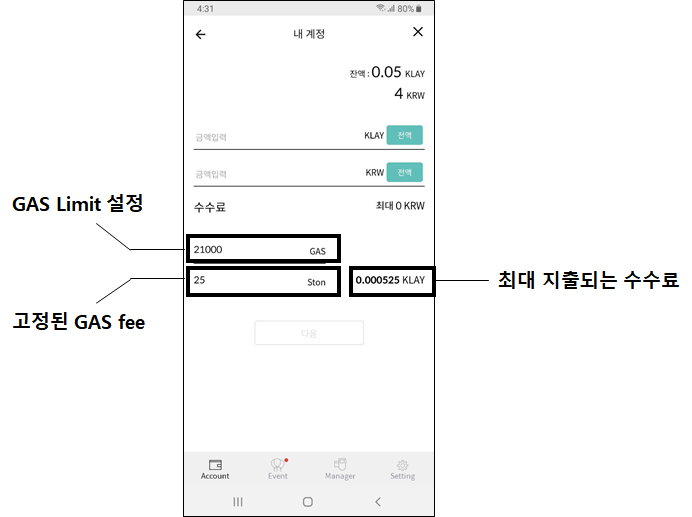 4:31
80%
내 계정
잔액 : 0.05 KLAY
4 KRW
금액입력
KLAY 전액
금액입력
KRW 전액
GAS Limit 설정
수수료
최대 0 KRW
21000 GAS
25 Ston
0.000525 KLAY
최대 지출되는 수수료
고정된 GAS fee
다음
Account
Event
Manager
Setting